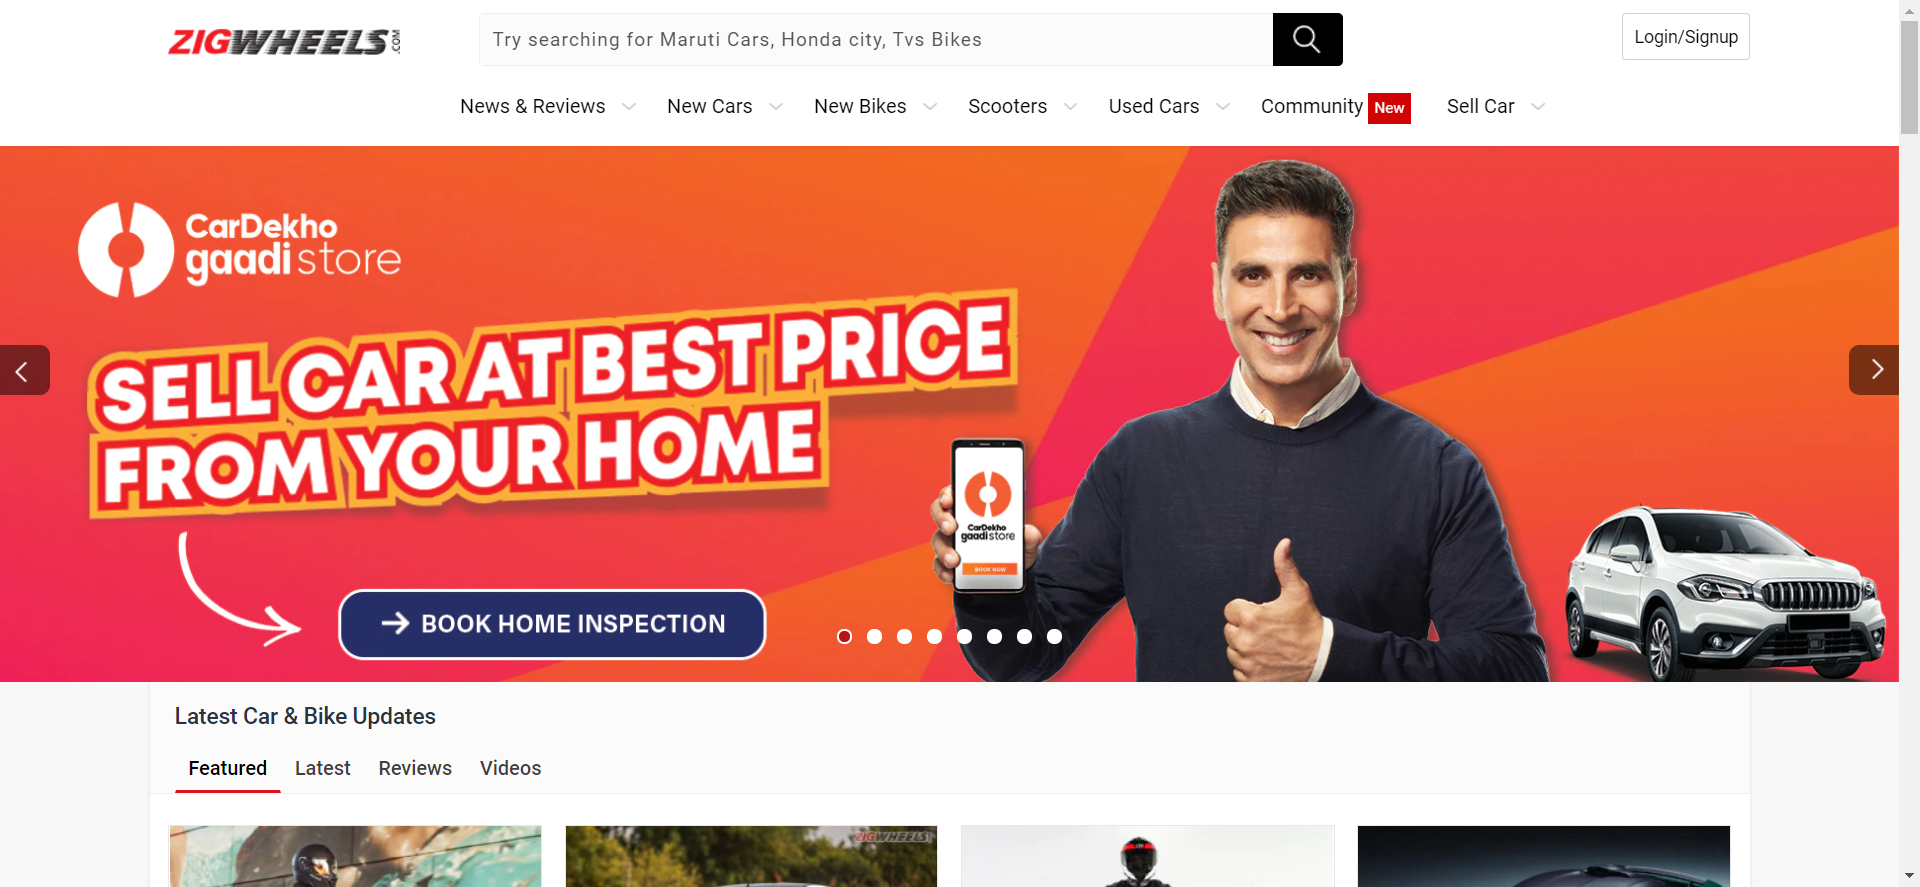 ZIGWHEELS.COM
Try searching for Maruti Cars, Honda city, Tvs Bikes
Login/Signup
News & Reviews New Cars New Bikes Scooters Used Cars Community New Sell Car
CarDekho
gaadi store
SELL CAR AT BEST PRICE
FROM YOUR HOME
CarDekho
gaadi store
BOOK NOW
→ BOOK HOME INSPECTION
Latest Car & Bike Updates
Featured Latest Reviews Videos
ZIGWHEELS